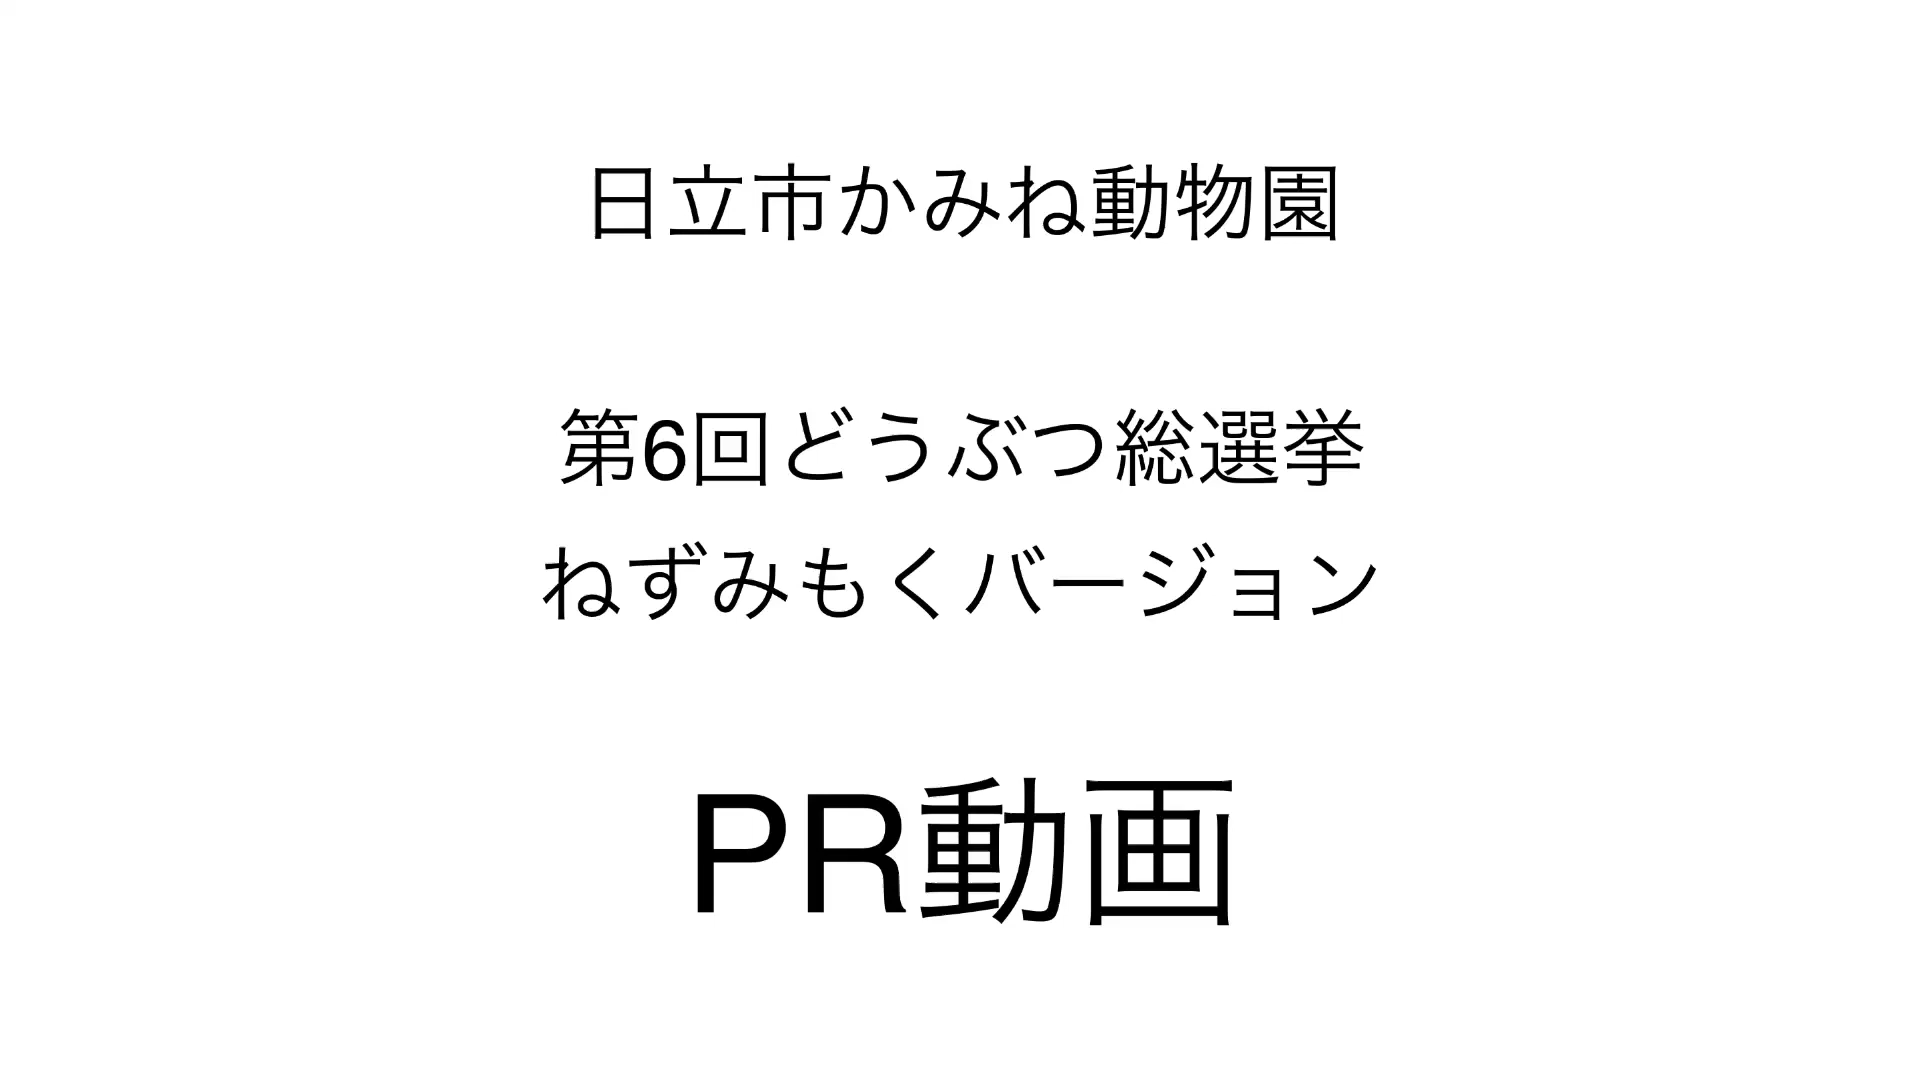 日立市かみね動物園
第6回どうぶつ総選挙
ねずみもくバージョン
PR動画